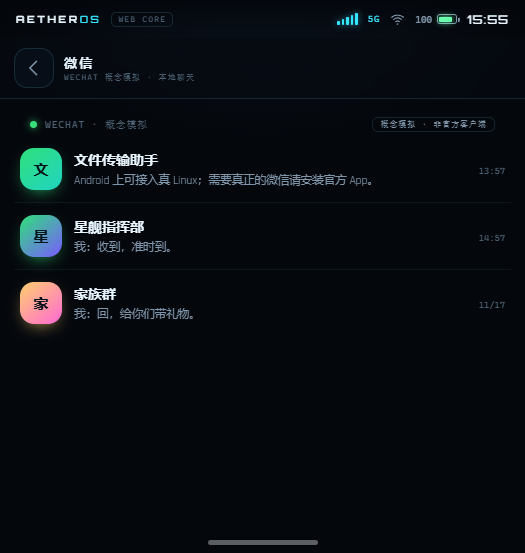 AETHEROS WEB CORE 5G 100 15:55
微信
WECHAT 概念模拟 · 本地聊天
WECHAT · 概念模拟 概念模拟 · 非官方客户端
文 文件传输助手 13:57
Android 上可接入真 Linux；需要真正的微信请安装官方 App。
星 星舰指挥部 14:57
我：收到，准时到。
家 家族群 11/17
我：回，给你们带礼物。